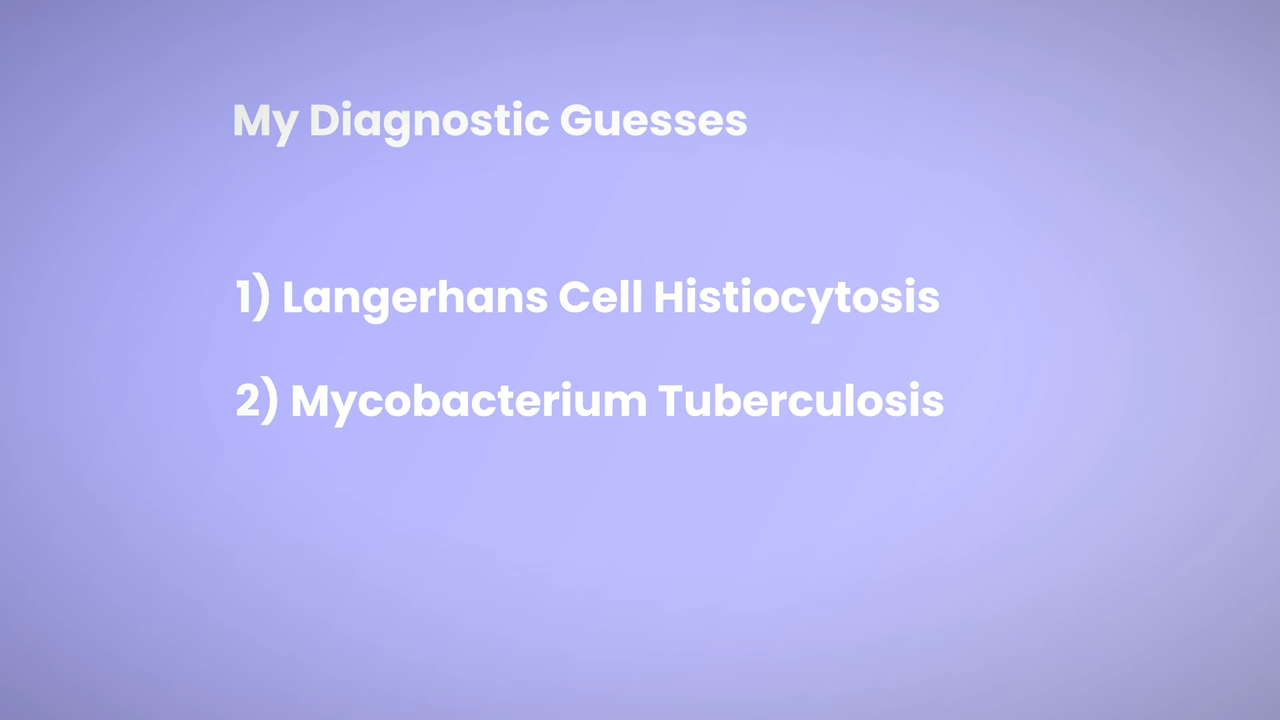 My Diagnostic Guesses
1) Langerhans Cell Histiocytosis
2) Mycobacterium Tuberculosis